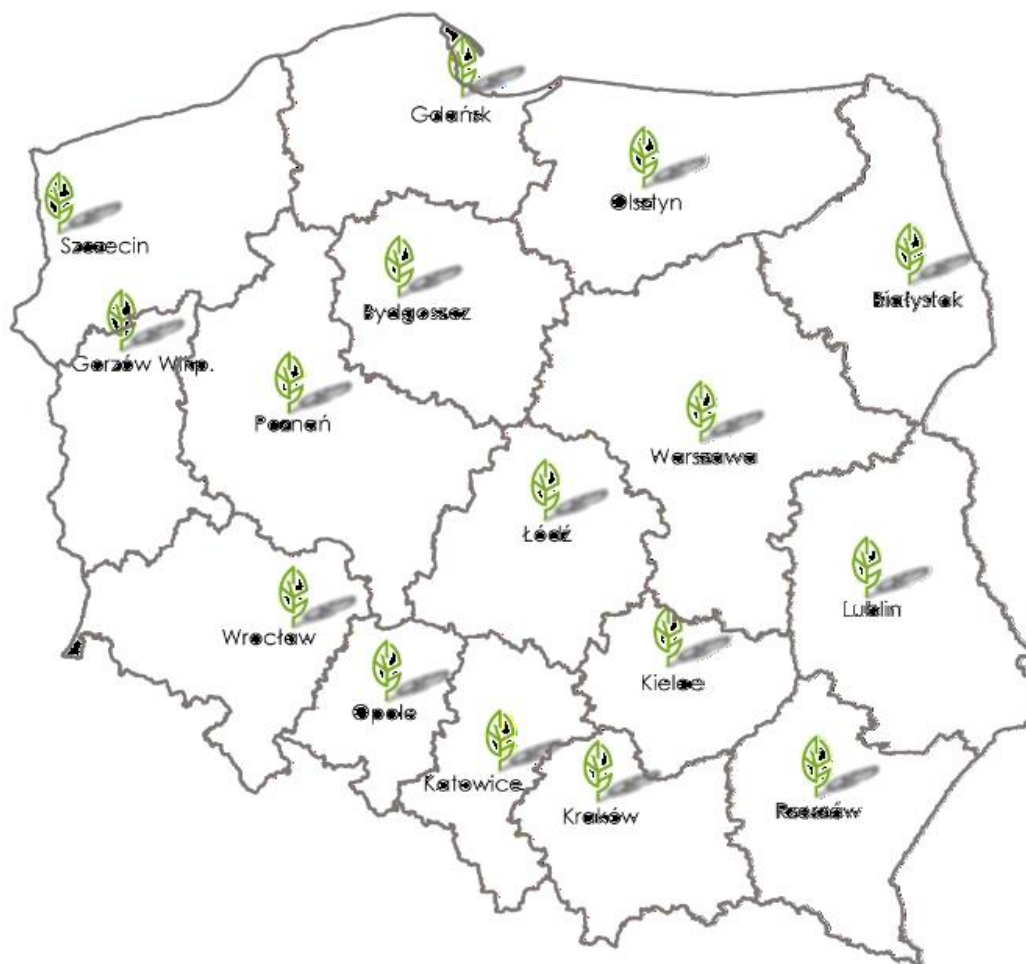 Gdańsk
Olsztyn
Szczecin
Białystok
Bydgoszcz
Gorzów Wlkp.
Poznań
Warszawa
Łódź
Lublin
Wrocław
Kielce
Opole
Katowice
Kraków
Rzeszów